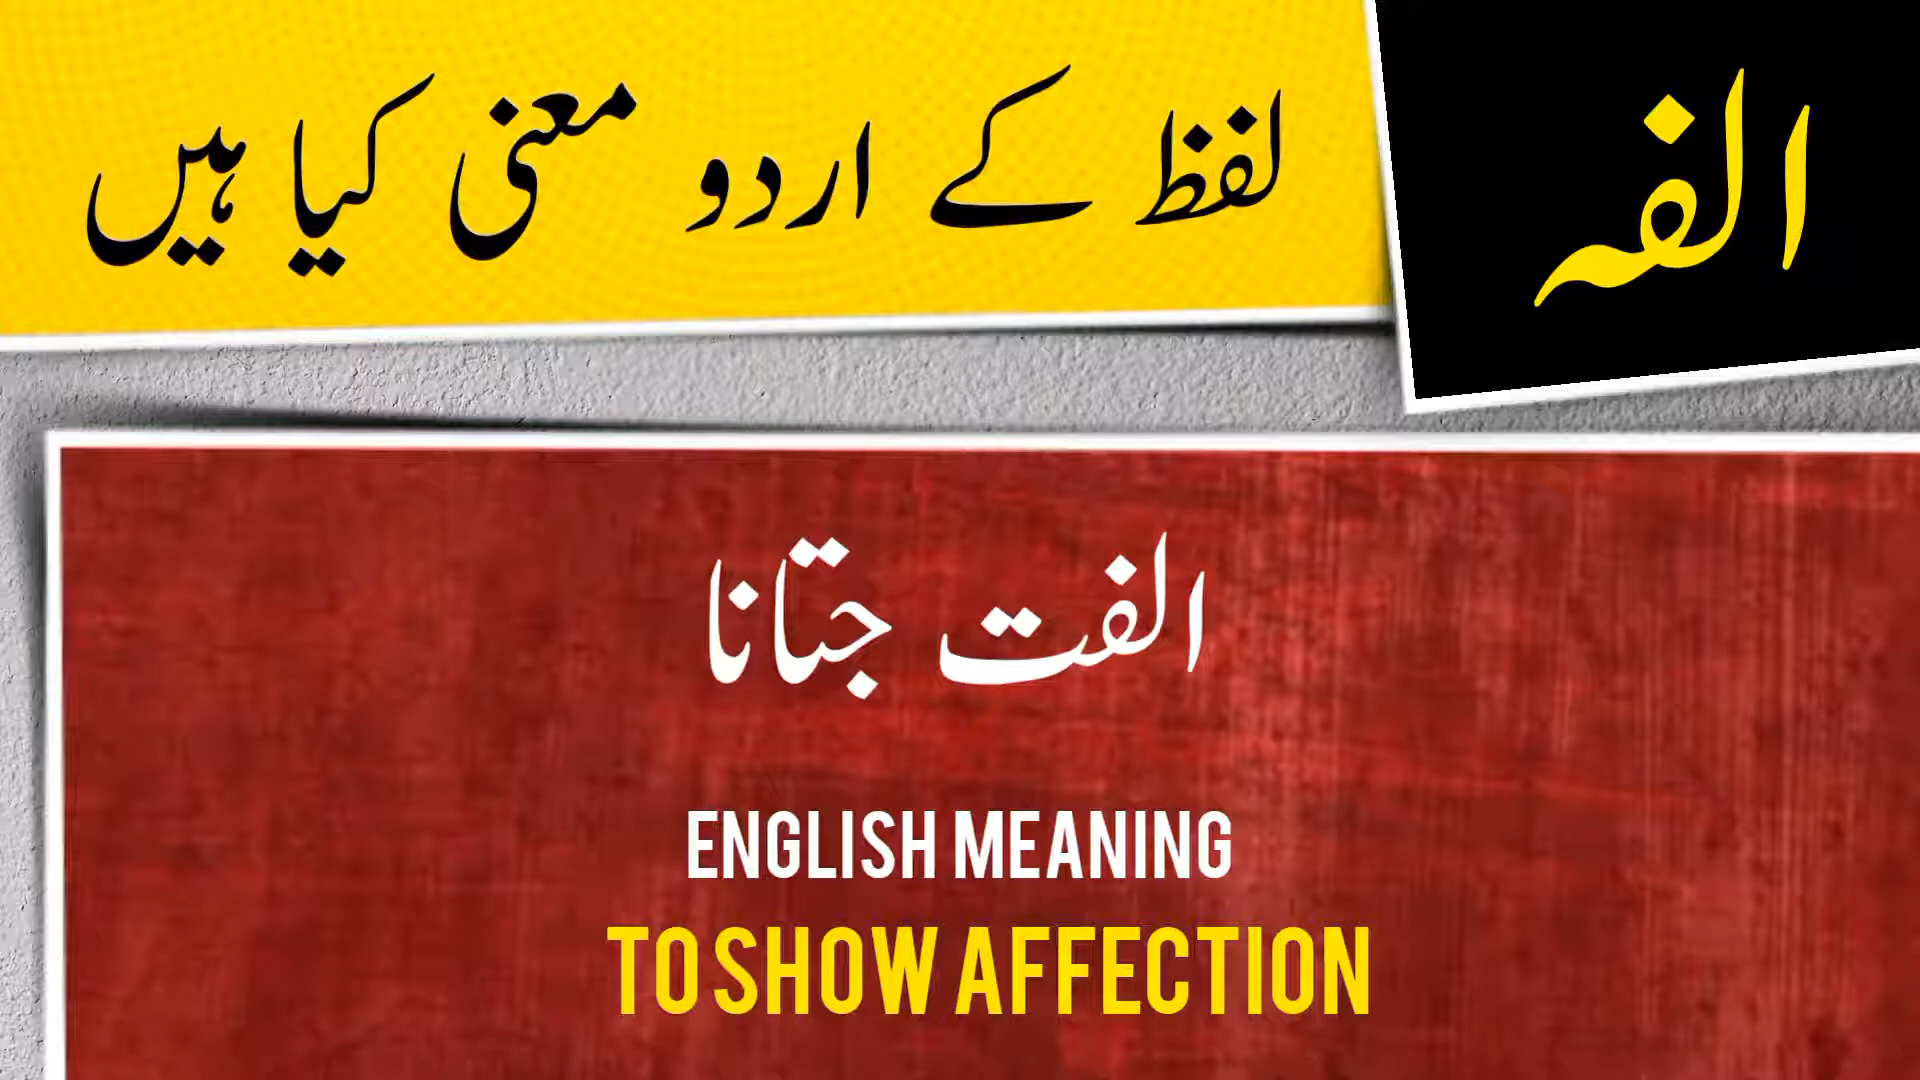 الفہ
لفظ کے اردو معنی کیا ہیں
الفت جتانا
ENGLISH MEANING
TO SHOW AFFECTION